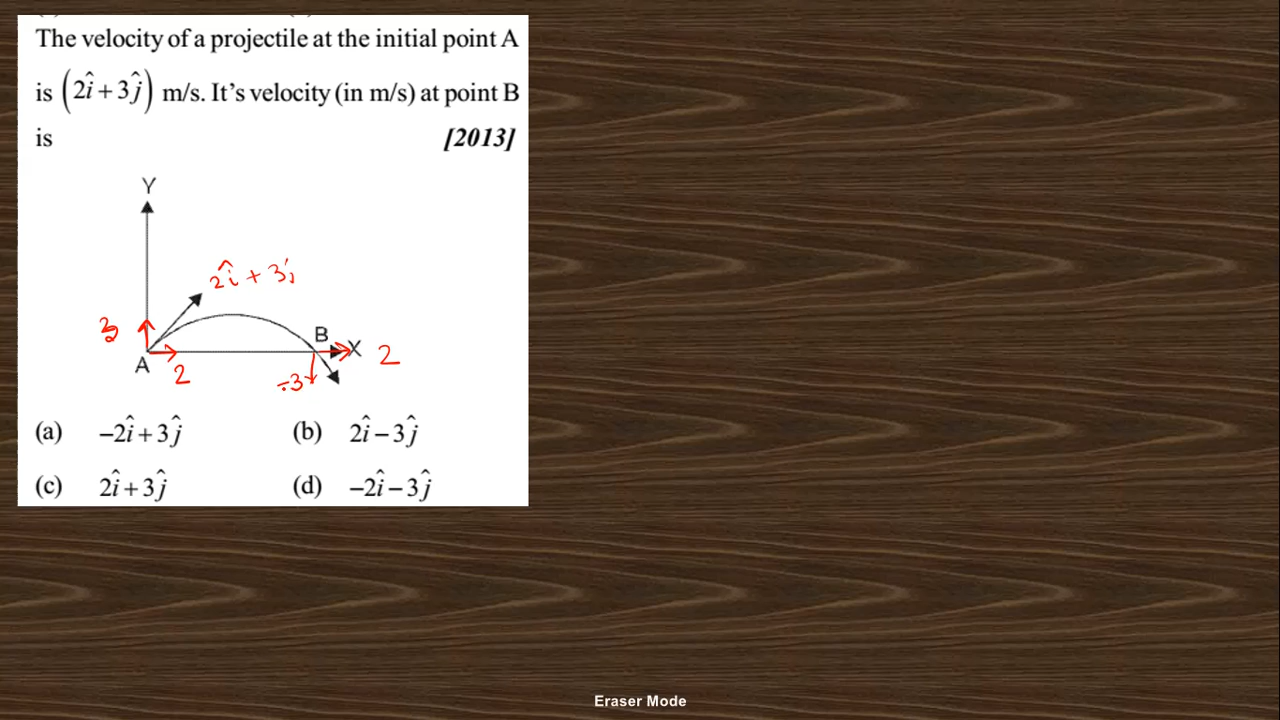 The velocity of a projectile at the initial point A
is (2î + 3ĵ) m/s. It's velocity (in m/s) at point B
is [2013]
Y
2î + 3j
3
B
A
X
2
2
-3
(a) −2î + 3ĵ (b) 2î − 3ĵ
(c) 2î + 3ĵ (d) −2î − 3ĵ
Eraser Mode